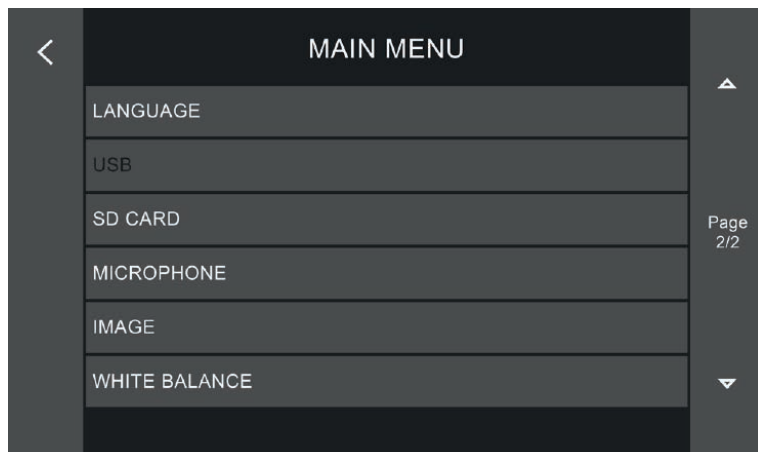 MAIN MENU
LANGUAGE
USB
SD CARD
MICROPHONE
IMAGE
WHITE BALANCE
Page
2/2